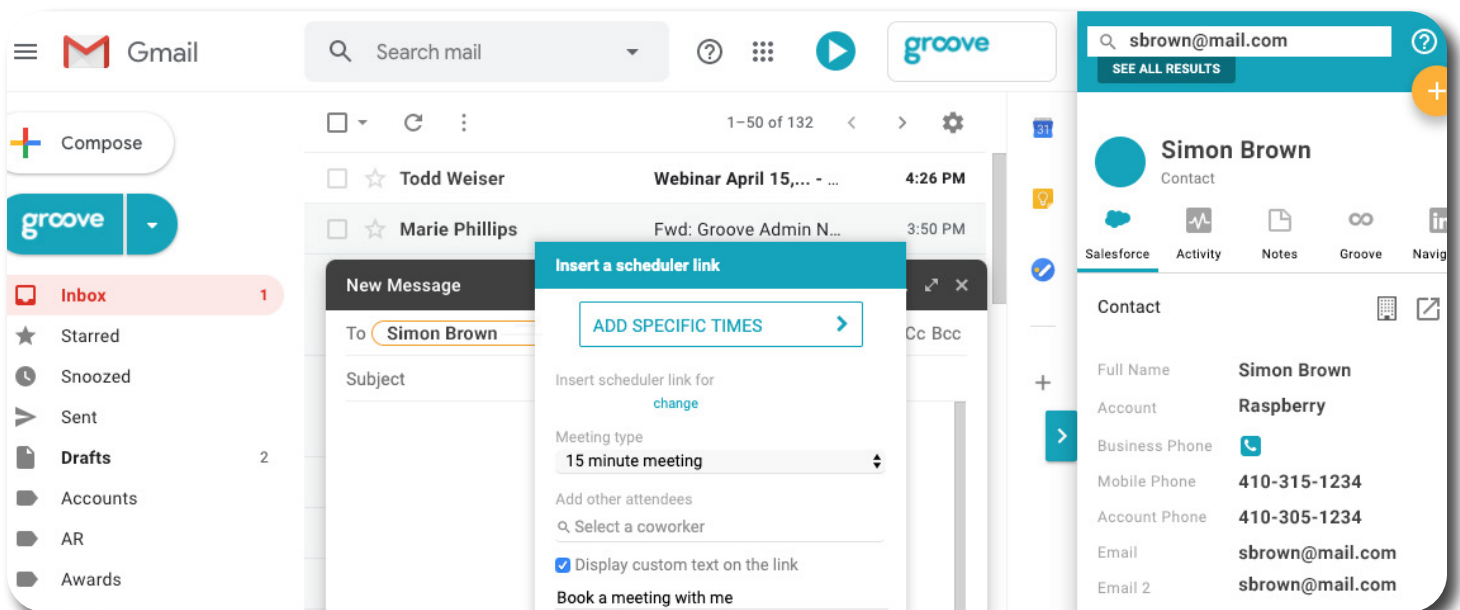 Gmail
Search mail
groove
sbrown@mail.com
SEE ALL RESULTS
Compose
groove
Inbox 1
Starred
Snoozed
Sent
Drafts 2
Accounts
AR
Awards
1–50 of 132
Todd Weiser Webinar April 15,... - ... 4:26 PM
Marie Phillips Fwd: Groove Admin N... 3:50 PM
New Message
To Simon Brown Cc Bcc
Subject
Insert a scheduler link
ADD SPECIFIC TIMES
Insert scheduler link for
change
Meeting type
15 minute meeting
Add other attendees
Select a coworker
Display custom text on the link
Book a meeting with me
31
Simon Brown
Contact
Salesforce Activity Notes Groove Navig
in
Contact
Full Name Simon Brown
Account Raspberry
Business Phone
Mobile Phone 410-315-1234
Account Phone 410-305-1234
Email sbrown@mail.com
Email 2 sbrown@mail.com